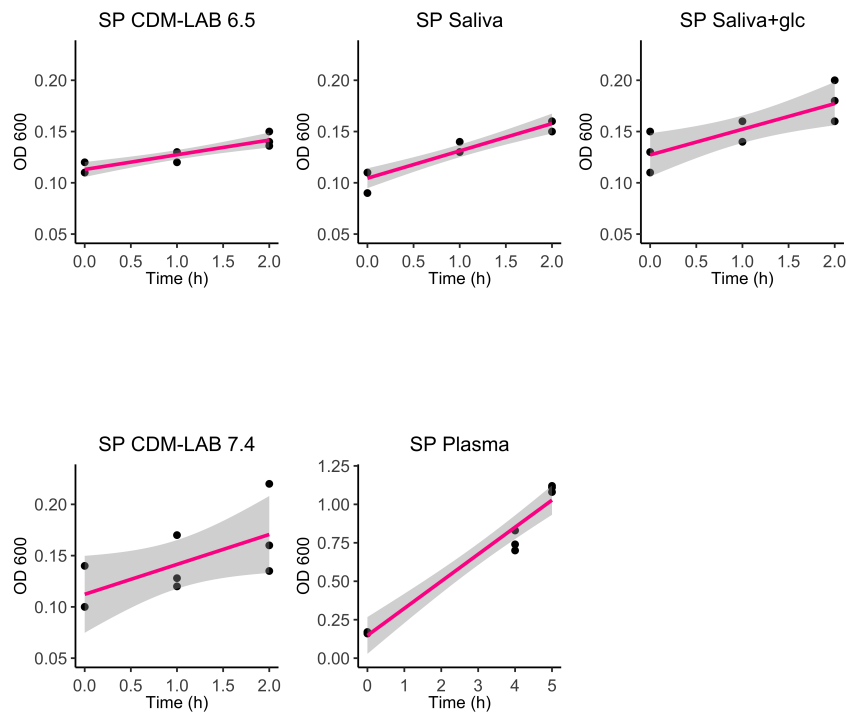 SP CDM-LAB 6.5
OD 600
0.20
0.15
0.10
0.05
0.0 0.5 1.0 1.5 2.0
Time (h)
SP Saliva
OD 600
0.20
0.15
0.10
0.05
0.0 0.5 1.0 1.5 2.0
Time (h)
SP Saliva+glc
OD 600
0.20
0.15
0.10
0.05
0.0 0.5 1.0 1.5 2.0
Time (h)
SP CDM-LAB 7.4
OD 600
0.20
0.15
0.10
0.05
0.0 0.5 1.0 1.5 2.0
Time (h)
SP Plasma
OD 600
1.25
1.00
0.75
0.50
0.25
0.00
0 1 2 3 4 5
Time (h)